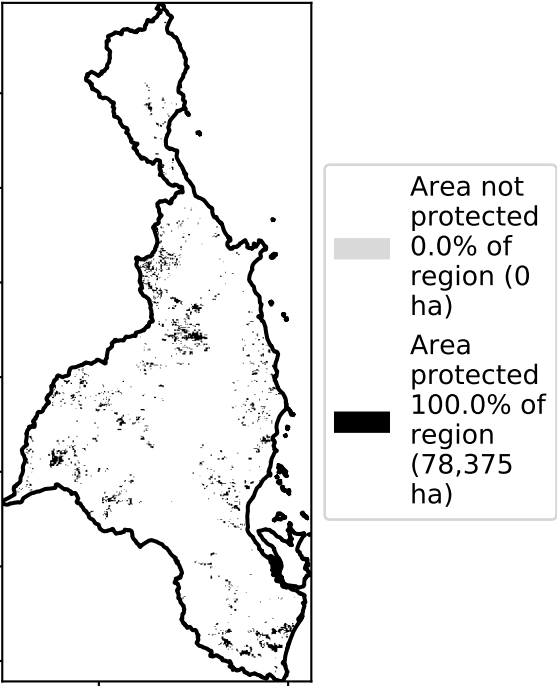 Area not
protected
0.0% of
region (0
ha)
Area
protected
100.0% of
region
(78,375
ha)